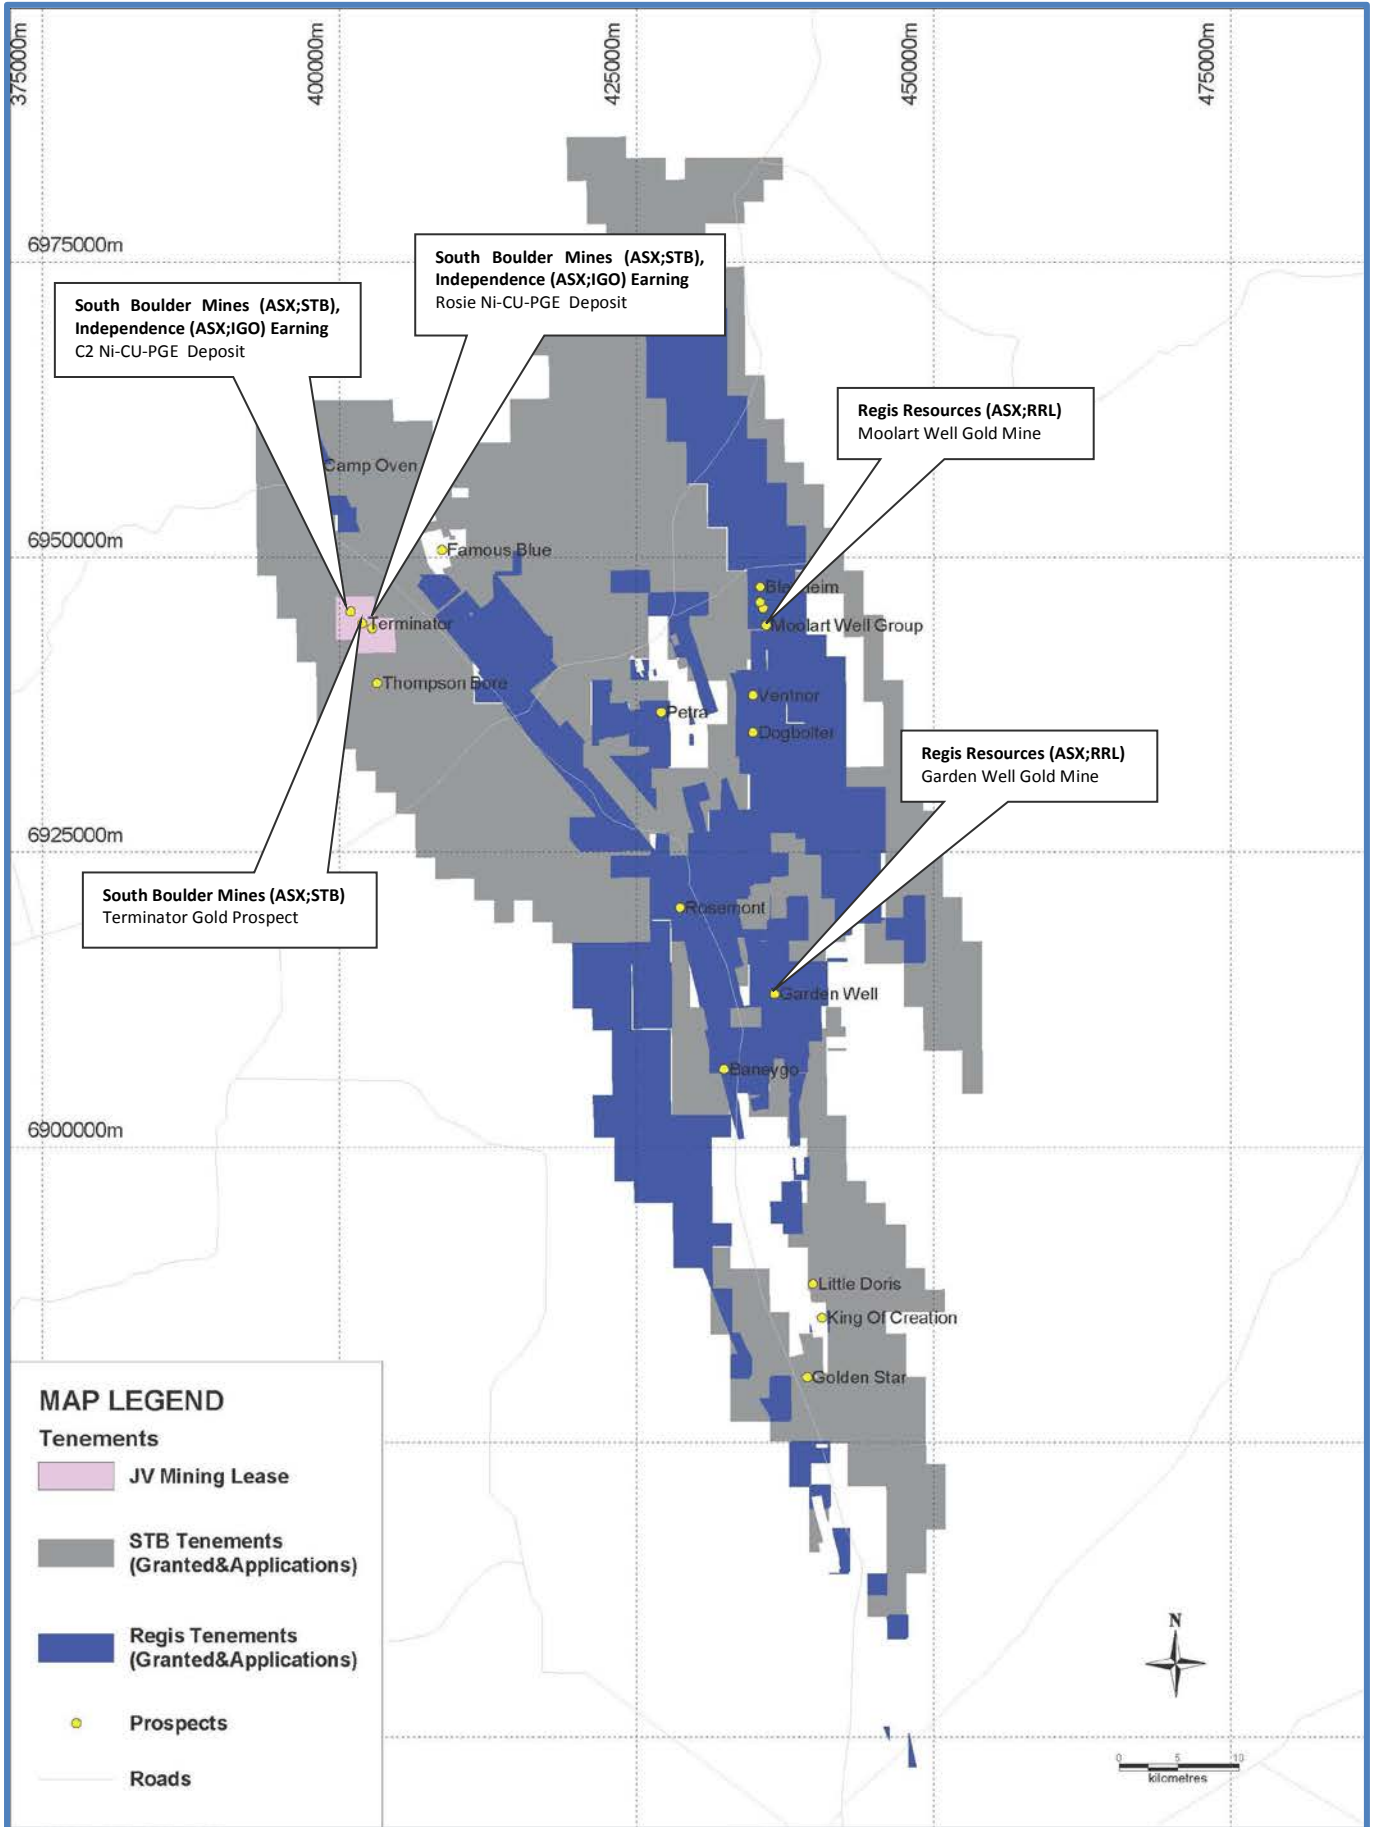 375000m
400000m
425000m
450000m
475000m
6975000m
South Boulder Mines (ASX;STB),
Independence (ASX;IGO) Earning
Rosie Ni-CU-PGE Deposit
South Boulder Mines (ASX;STB),
Independence (ASX;IGO) Earning
C2 Ni-CU-PGE Deposit
Regis Resources (ASX;RRL)
Moolart Well Gold Mine
Camp Oven
6950000m
Famous Blue
Blenheim
Terminator
Moolart Well Group
Thompson Bore
Ventnor
Petra
Dogbolter
Regis Resources (ASX;RRL)
Garden Well Gold Mine
6925000m
South Boulder Mines (ASX;STB)
Terminator Gold Prospect
Rosemont
Garden Well
Baneygo
6900000m
Little Doris
King Of Creation
Golden Star
MAP LEGEND
Tenements
JV Mining Lease
STB Tenements
(Granted&Applications)
Regis Tenements
(Granted&Applications)
Prospects
Roads
N
0 5 10
kilometres